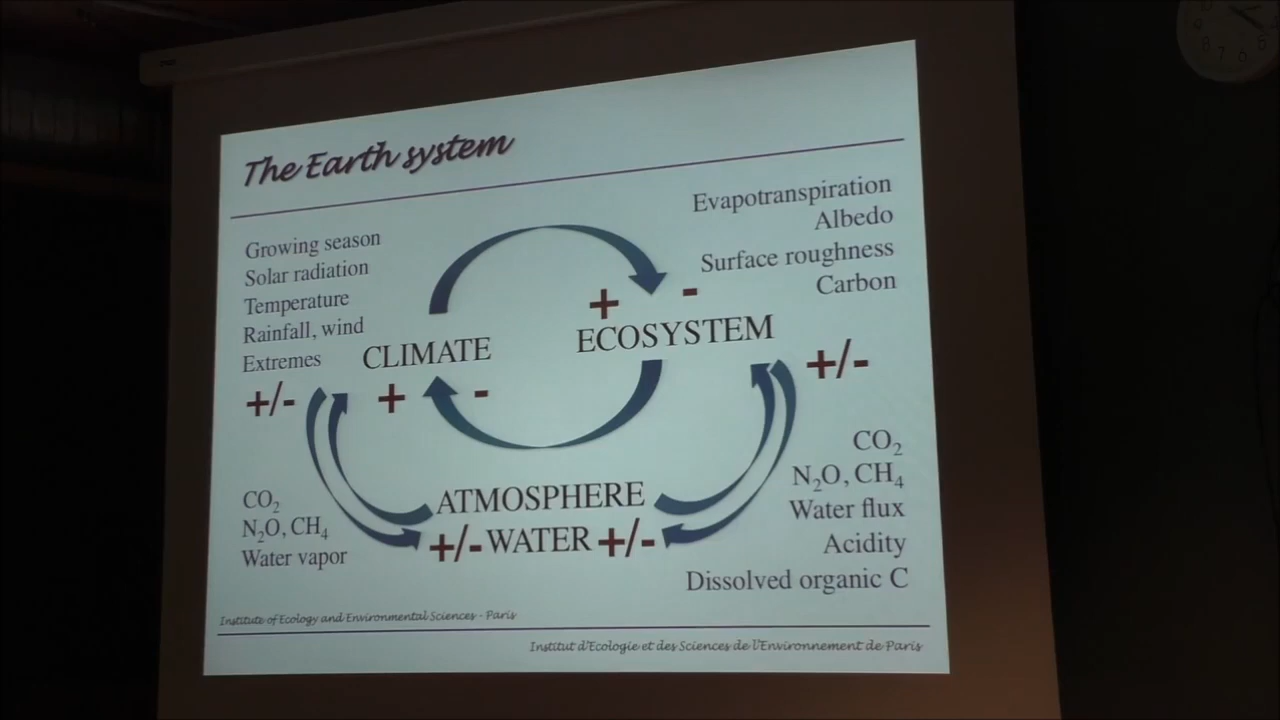 The Earth system
Growing season
Solar radiation
Temperature
Rainfall, wind
Extremes
+/-
Evapotranspiration
Albedo
Surface roughness
Carbon
+ -
CLIMATE
ECOSYSTEM
+ -
+/-
CO₂
N₂O, CH₄
Water vapor
ATMOSPHERE
+/- WATER +/-
CO₂
N₂O, CH₄
Water flux
Acidity
Dissolved organic C
Institute of Ecology and Environmental Sciences - Paris
Institut d'Ecologie et des Sciences de l'Environnement de Paris